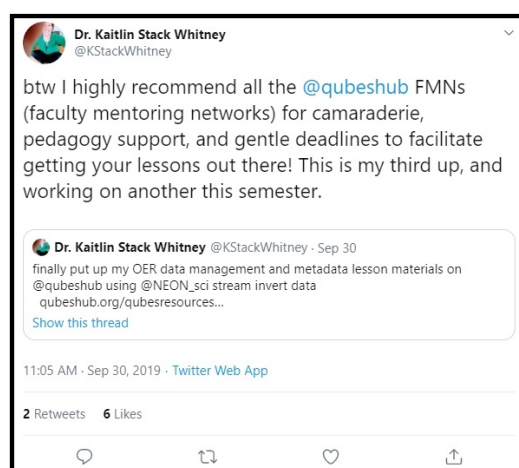 Dr. Kaitlin Stack Whitney
@KStackWhitney
btw I highly recommend all the @qubeshub FMNs
(faculty mentoring networks) for camaraderie,
pedagogy support, and gentle deadlines to facilitate
getting your lessons out there! This is my third up, and
working on another this semester.
Dr. Kaitlin Stack Whitney @KStackWhitney · Sep 30
finally put up my OER data management and metadata lesson materials on
@qubeshub using @NEON_sci stream invert data
qubeshub.org/qubesresources...
Show this thread
11:05 AM · Sep 30, 2019 · Twitter Web App
2 Retweets 6 Likes